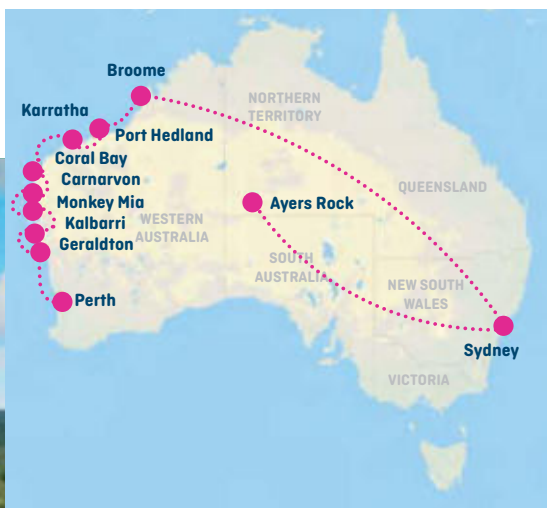 Broome
NORTHERN
TERRITORY
Karratha
Port Hedland
Coral Bay
Carnarvon
QUEENSLAND
Monkey Mia
Ayers Rock
Kalbarri
WESTERN
AUSTRALIA
Geraldton
SOUTH
AUSTRALIA
NEW SOUTH
WALES
Perth
Sydney
VICTORIA